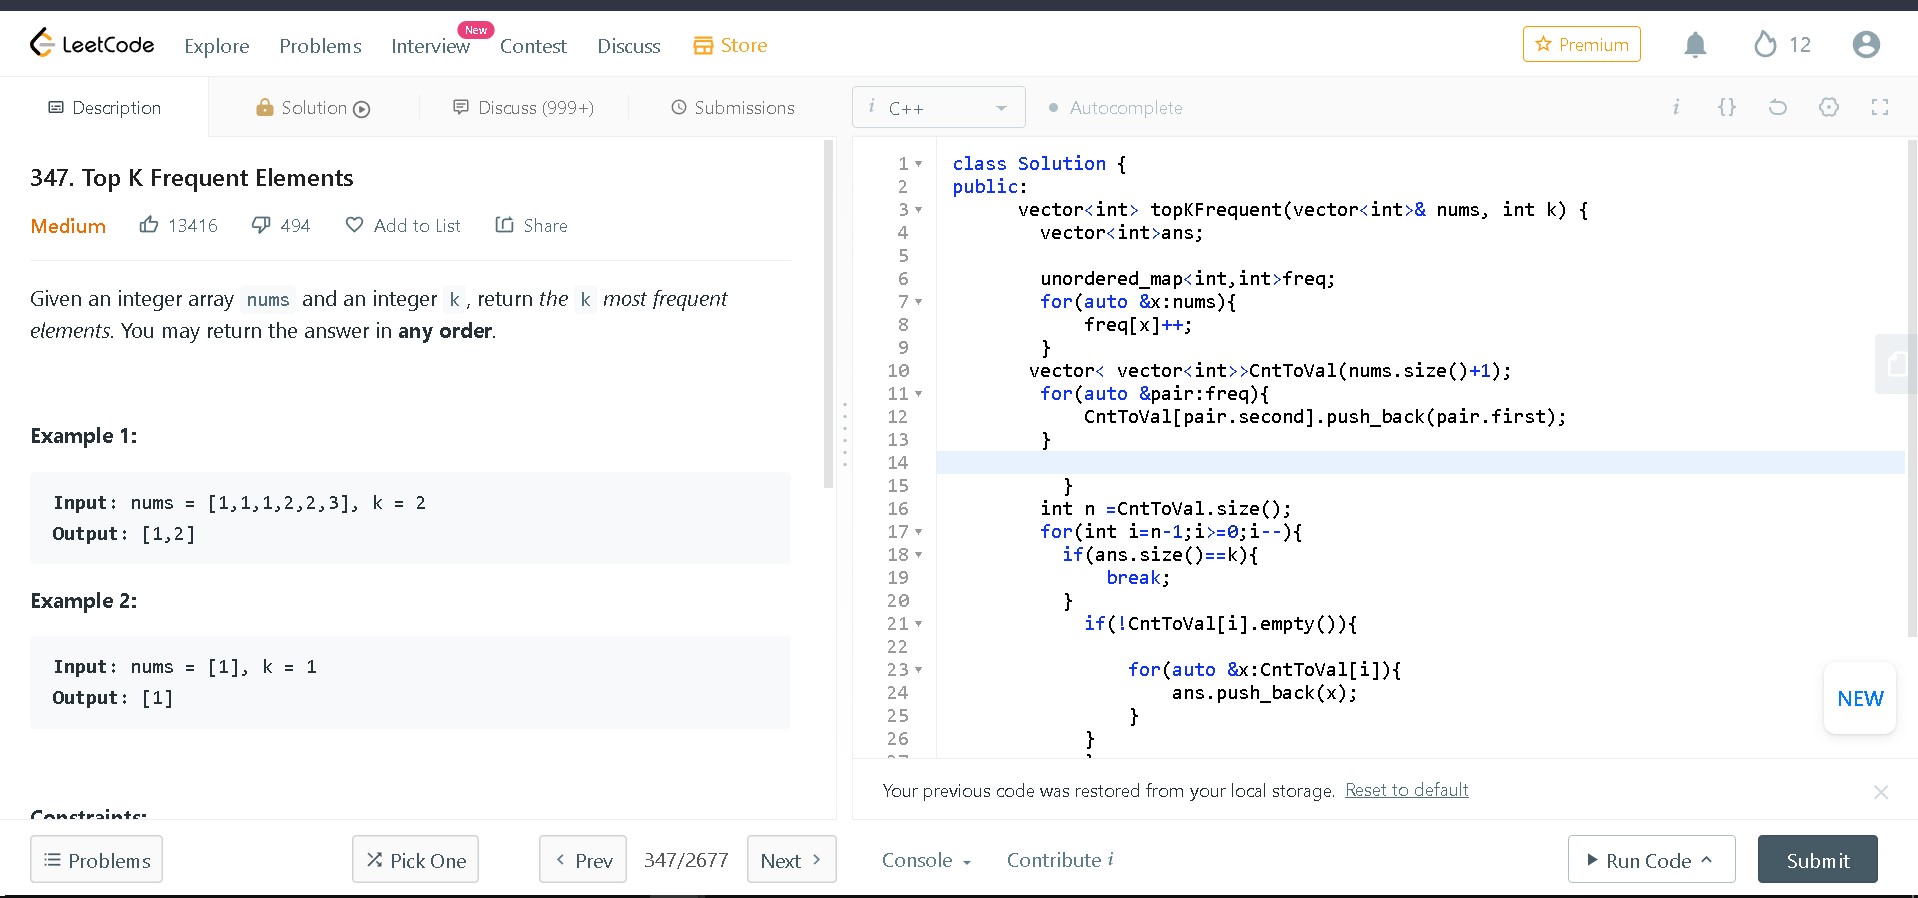 LeetCode Explore Problems Interview New Contest Discuss Store Premium 12
Description Solution Discuss (999+) Submissions i C++ Autocomplete i {}
347. Top K Frequent Elements
Medium 13416 494 Add to List Share
Given an integer array nums and an integer k, return the k most frequent
elements. You may return the answer in any order.
Example 1:
Input: nums = [1,1,1,2,2,3], k = 2
Output: [1,2]
Example 2:
Input: nums = [1], k = 1
Output: [1]
Constraints:
1 class Solution {
2 public:
3 vector<int> topKFrequent(vector<int>& nums, int k) {
4 vector<int>ans;
5
6 unordered_map<int,int>freq;
7 for(auto &x:nums){
8 freq[x]++;
9 }
10 vector< vector<int>>CntToVal(nums.size()+1);
11 for(auto &pair:freq){
12 CntToVal[pair.second].push_back(pair.first);
13 }
14
15 }
16 int n =CntToVal.size();
17 for(int i=n-1;i>=0;i--){
18 if(ans.size()==k){
19 break;
20 }
21 if(!CntToVal[i].empty()){
22
23 for(auto &x:CntToVal[i]){
24 ans.push_back(x);
25 }
26 }
NEW
Your previous code was restored from your local storage. Reset to default
Problems Pick One < Prev 347/2677 Next > Console Contribute i Run Code Submit